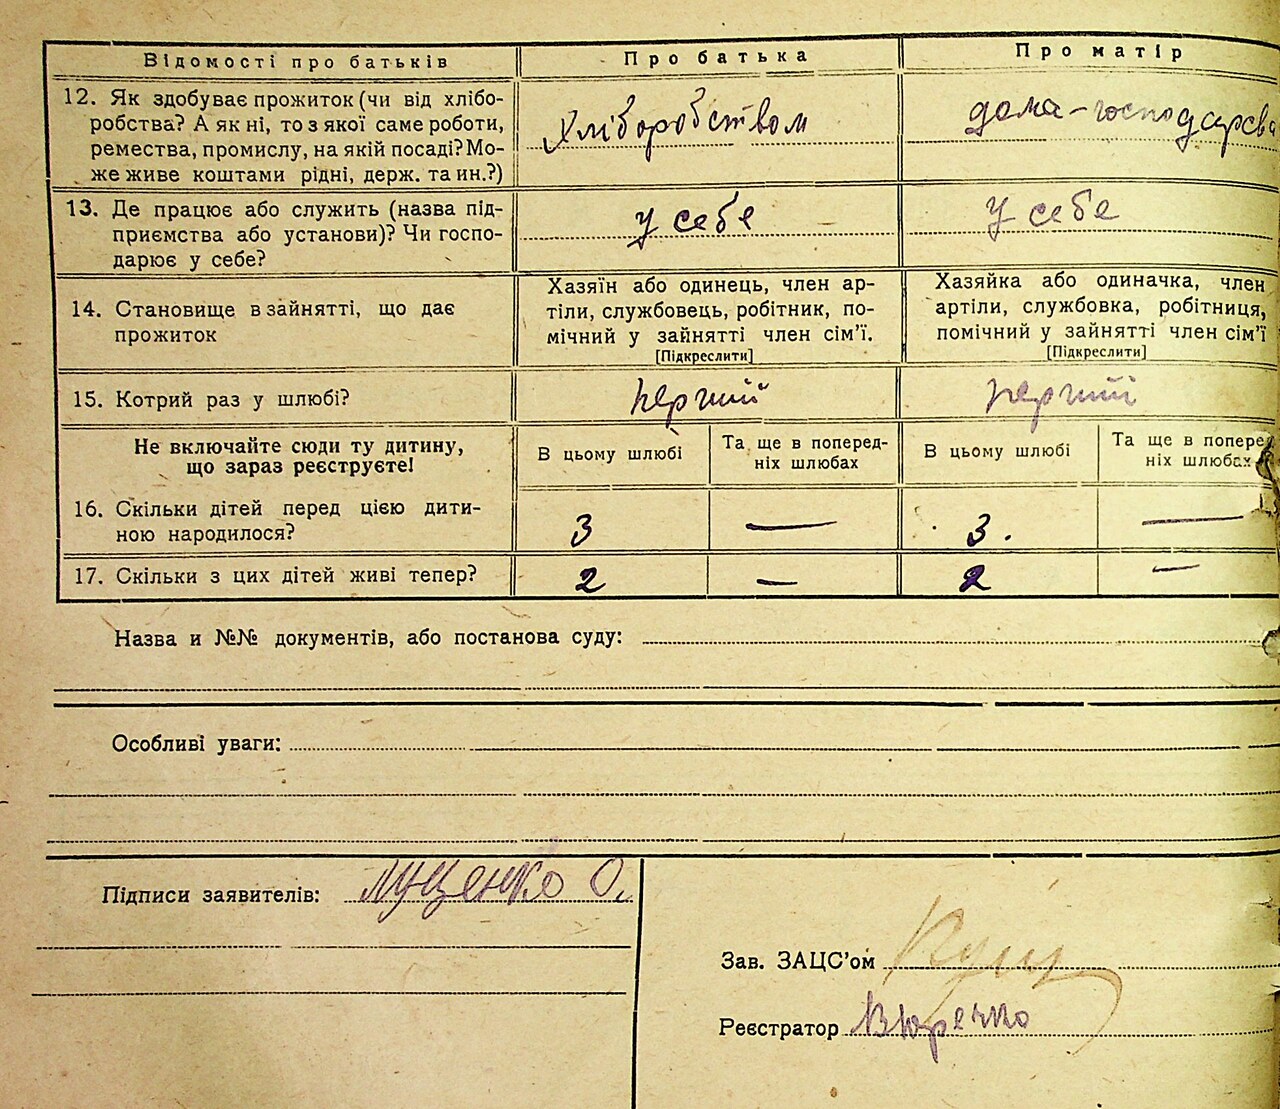 Відомості про батьків
Про батька
Про матір
12. Як здобуває прожиток (чи від хлібо-
робства? А як ні, то з якої саме роботи,
ремества, промислу, на якій посаді? Мо-
же живе коштами рідні, держ. та ин.?)
Хліборобством
дома-господарсва
13. Де працює або служить (назва під-
приємства або установи)? Чи госпо-
дарює у себе?
у себе
у себе
14. Становище в зайнятті, що дає
прожиток
Хазяїн або одинець, член ар-
тіли, службовець, робітник, по-
мічний у зайнятті член сім'ї.
[Підкреслити]
Хазяйка або одиначка, член
артіли, службовка, робітниця,
помічний у зайнятті член сім'ї
[Підкреслити]
15. Котрий раз у шлюбі?
перший
перший
Не включайте сюди ту дитину,
що зараз реєструєте!
В цьому шлюбі
Та ще в поперед-
ніх шлюбах
В цьому шлюбі
Та ще в поперед
ніх шлюбах
16. Скільки дітей перед цією дити-
ною народилося?
3
—
3.
—
17. Скільки з цих дітей живі тепер?
2
—
2
—
Назва и №№ документів, або постанова суду:
Особливі уваги:
Підписи заявителів: Луценко О.
Зав. ЗАЦС'ом
Реєстратор